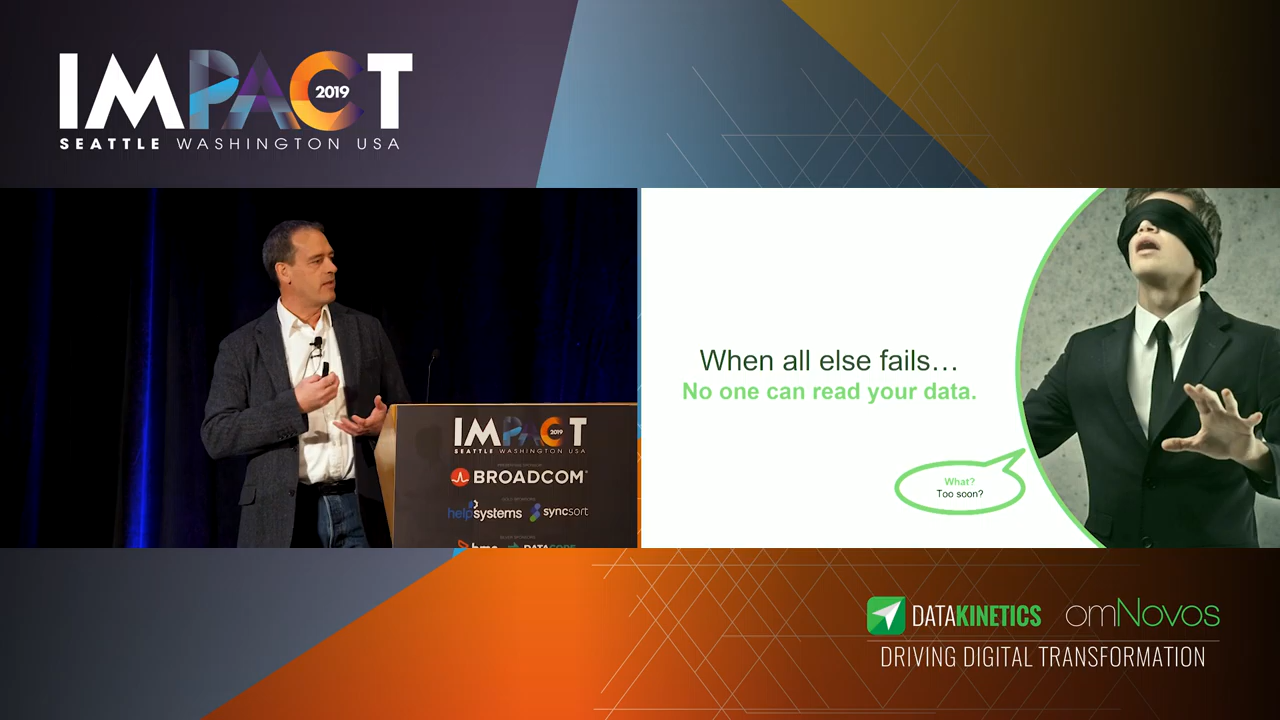 IMPACT
2019
SEATTLE WASHINGTON USA
When all else fails…
No one can read your data.
What?
Too soon?
IMPACT
2019
SEATTLE WASHINGTON USA
BROADCOM
helpsystems syncsort
DATAKINETICS omNovos
DRIVING DIGITAL TRANSFORMATION